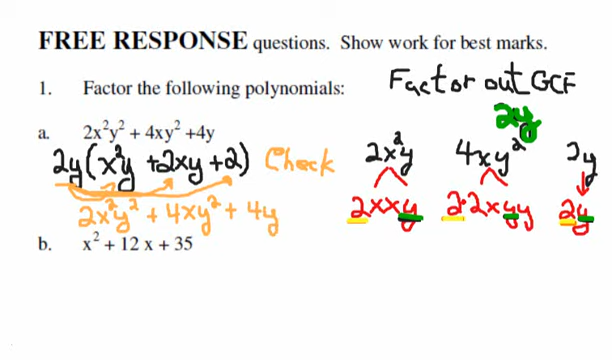 FREE RESPONSE questions. Show work for best marks.
1. Factor the following polynomials:
Factor out GCF
2y
a. 2x²y² + 4xy² +4y
2y(x²y +2xy +2) Check
2x²y 4xy² 2y
2x²y² + 4xy² + 4y
2xxy 2·2xyy 2y
b. x² + 12 x + 35